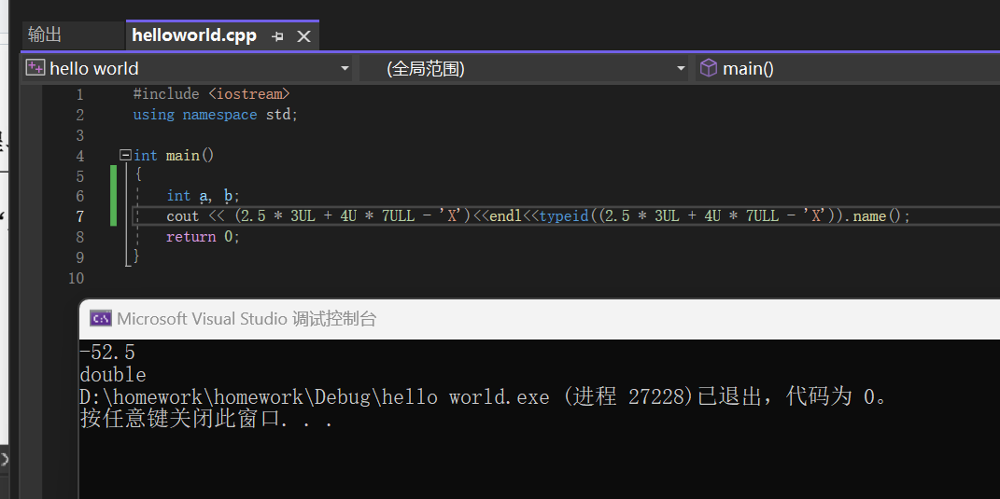 输出 helloworld.cpp
hello world (全局范围) main()
1 #include <iostream>
2 using namespace std;
3
4 int main()
5 {
6 int a, b;
7 cout << (2.5 * 3UL + 4U * 7ULL - 'X')<<endl<<typeid((2.5 * 3UL + 4U * 7ULL - 'X')).name();
8 return 0;
9 }
10
Microsoft Visual Studio 调试控制台
-52.5
double
D:\homework\homework\Debug\hello world.exe (进程 27228)已退出，代码为 0。
按任意键关闭此窗口. . .